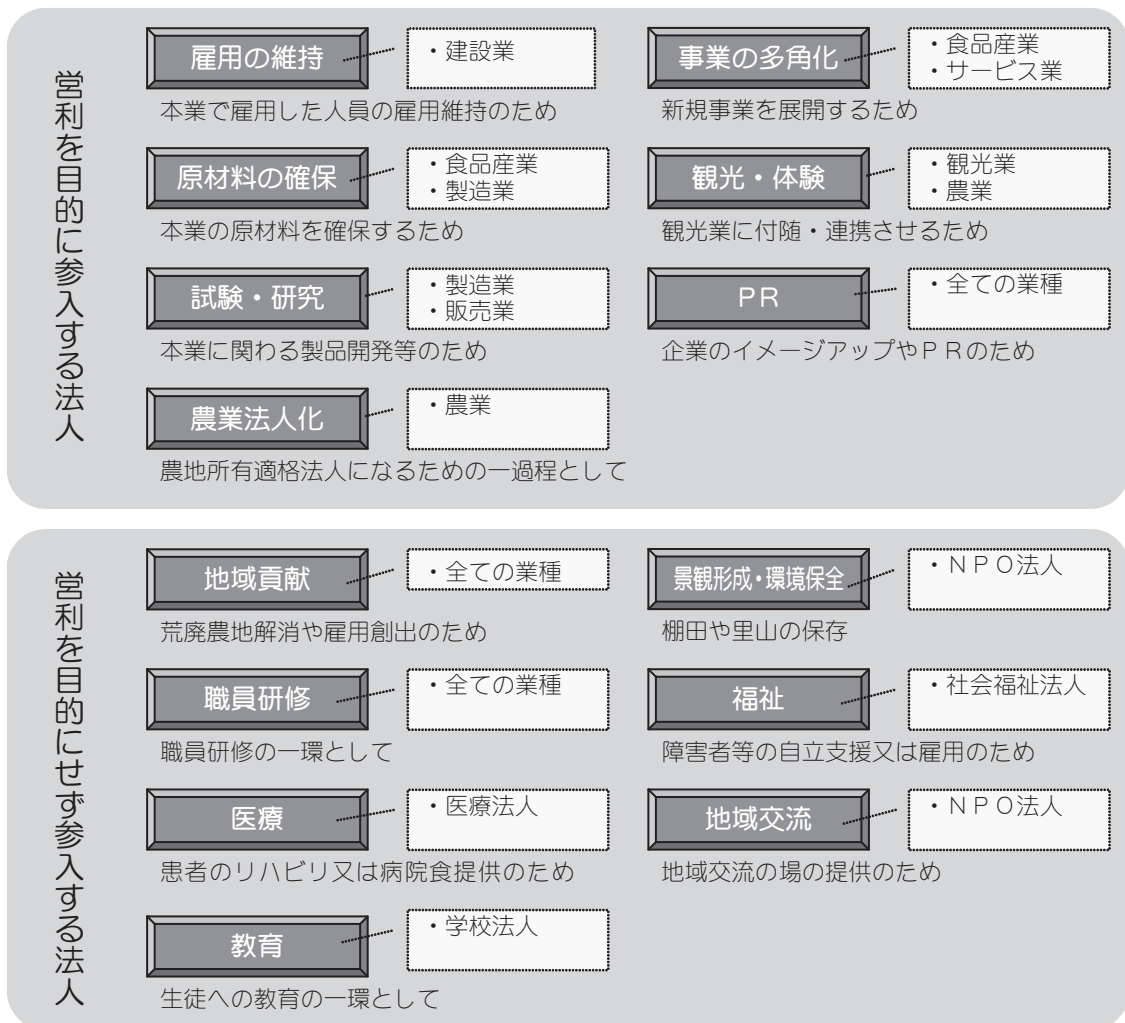 営利を目的に参入する法人
雇用の維持
・建設業
本業で雇用した人員の雇用維持のため
事業の多角化
・食品産業
・サービス業
新規事業を展開するため
原材料の確保
・食品産業
・製造業
本業の原材料を確保するため
観光・体験
・観光業
・農業
観光業に付随・連携させるため
試験・研究
・製造業
・販売業
本業に関わる製品開発等のため
ＰＲ
・全ての業種
企業のイメージアップやＰＲのため
農業法人化
・農業
農地所有適格法人になるための一過程として
営利を目的にせず参入する法人
地域貢献
・全ての業種
荒廃農地解消や雇用創出のため
景観形成・環境保全
・ＮＰＯ法人
棚田や里山の保存
職員研修
・全ての業種
職員研修の一環として
福祉
・社会福祉法人
障害者等の自立支援又は雇用のため
医療
・医療法人
患者のリハビリ又は病院食提供のため
地域交流
・ＮＰＯ法人
地域交流の場の提供のため
教育
・学校法人
生徒への教育の一環として